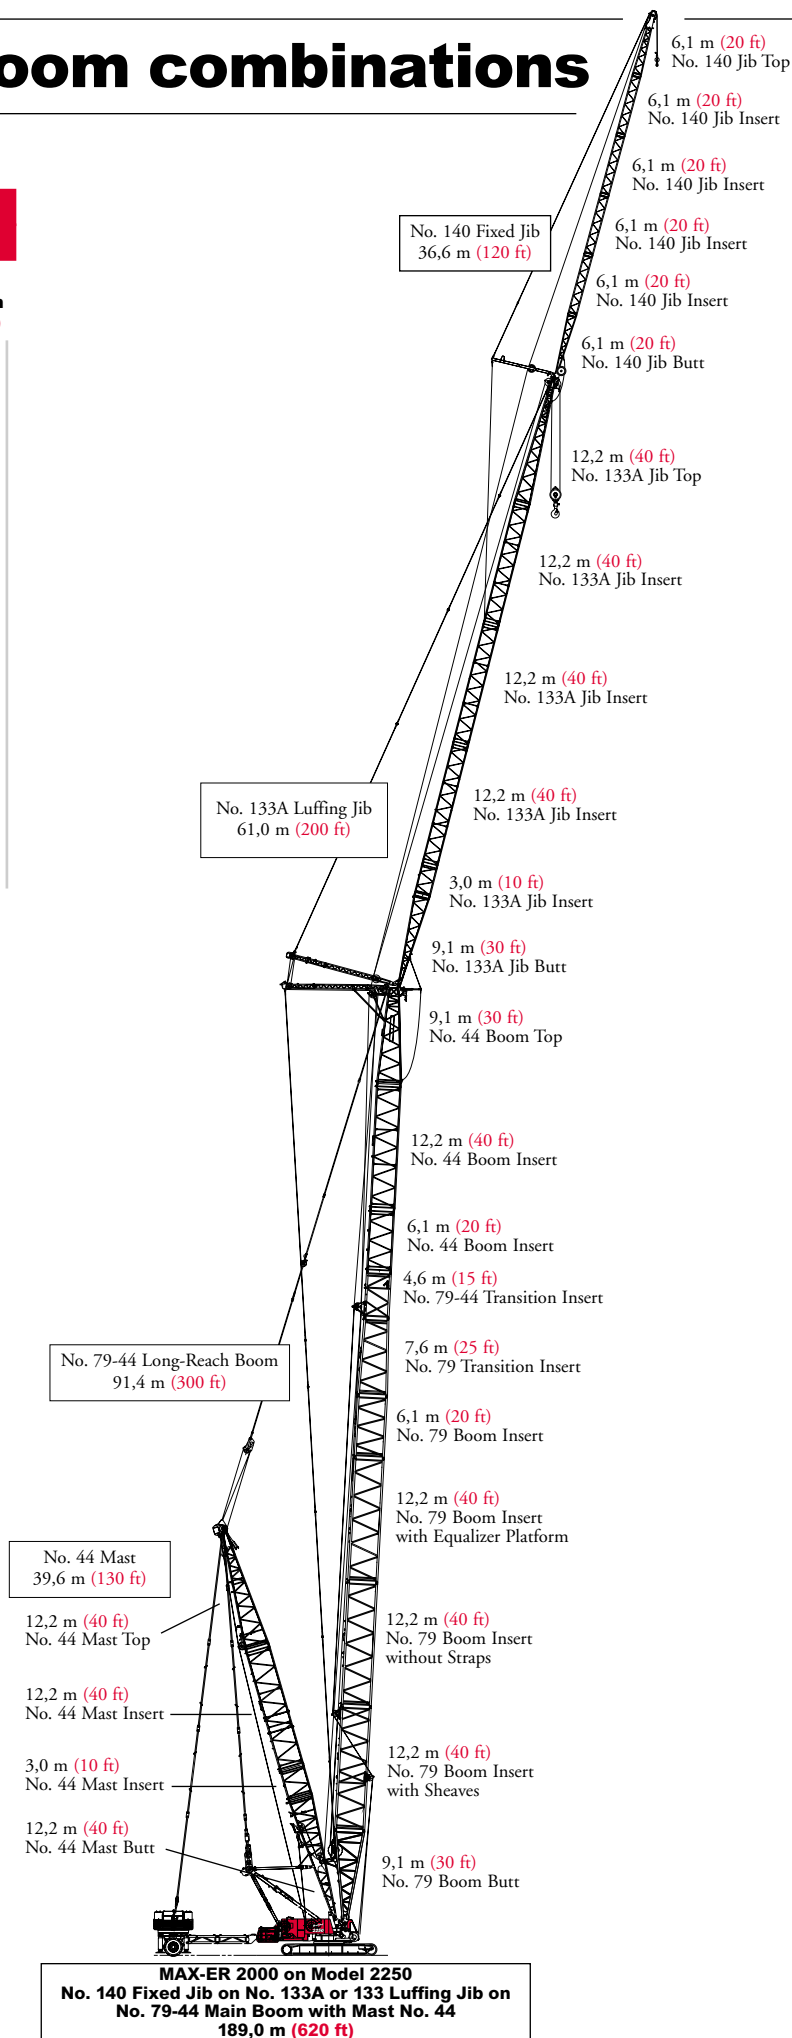 oom combinations
6,1 m (20 ft)
No. 140 Jib Top
6,1 m (20 ft)
No. 140 Jib Insert
6,1 m (20 ft)
No. 140 Jib Insert
6,1 m (20 ft)
No. 140 Jib Insert
No. 140 Fixed Jib
36,6 m (120 ft)
6,1 m (20 ft)
No. 140 Jib Insert
6,1 m (20 ft)
No. 140 Jib Butt
12,2 m (40 ft)
No. 133A Jib Top
12,2 m (40 ft)
No. 133A Jib Insert
12,2 m (40 ft)
No. 133A Jib Insert
No. 133A Luffing Jib
61,0 m (200 ft)
12,2 m (40 ft)
No. 133A Jib Insert
3,0 m (10 ft)
No. 133A Jib Insert
9,1 m (30 ft)
No. 133A Jib Butt
9,1 m (30 ft)
No. 44 Boom Top
12,2 m (40 ft)
No. 44 Boom Insert
6,1 m (20 ft)
No. 44 Boom Insert
4,6 m (15 ft)
No. 79-44 Transition Insert
No. 79-44 Long-Reach Boom
91,4 m (300 ft)
7,6 m (25 ft)
No. 79 Transition Insert
6,1 m (20 ft)
No. 79 Boom Insert
12,2 m (40 ft)
No. 79 Boom Insert
with Equalizer Platform
No. 44 Mast
39,6 m (130 ft)
12,2 m (40 ft)
No. 44 Mast Top
12,2 m (40 ft)
No. 79 Boom Insert
without Straps
12,2 m (40 ft)
No. 44 Mast Insert
3,0 m (10 ft)
No. 44 Mast Insert
12,2 m (40 ft)
No. 79 Boom Insert
with Sheaves
12,2 m (40 ft)
No. 44 Mast Butt
9,1 m (30 ft)
No. 79 Boom Butt
2250
MAX-ER 2000 on Model 2250
No. 140 Fixed Jib on No. 133A or 133 Luffing Jib on
No. 79-44 Main Boom with Mast No. 44
189,0 m (620 ft)